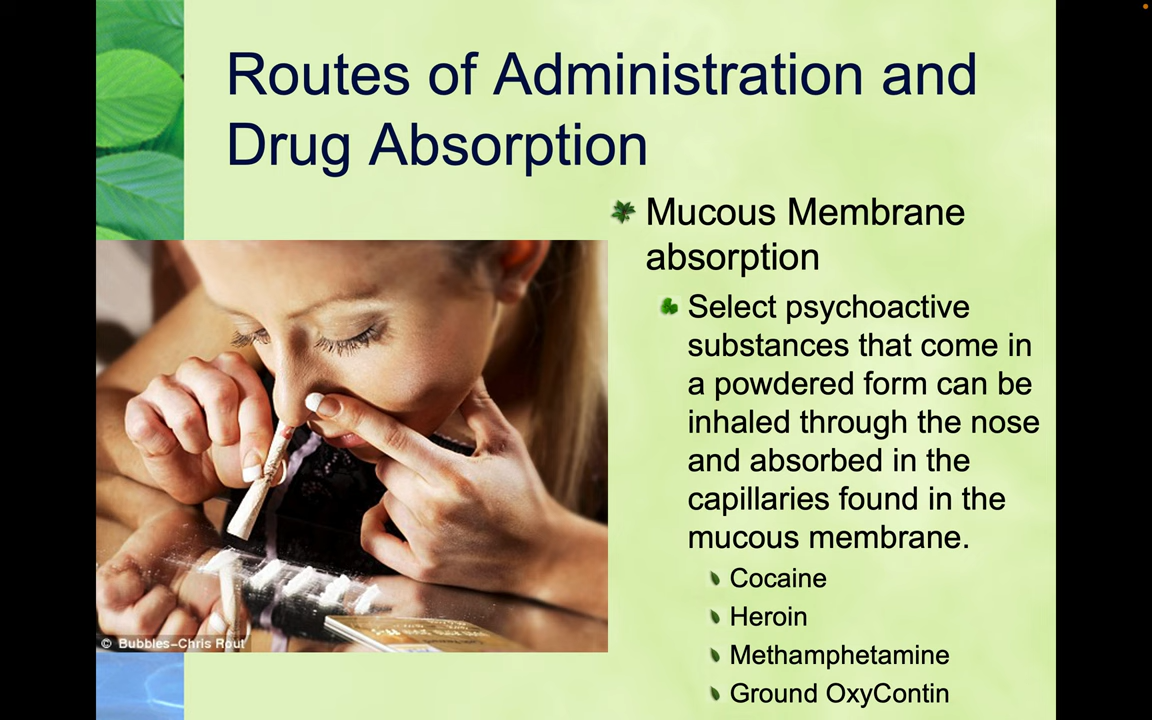 Routes of Administration and
Drug Absorption
Mucous Membrane
absorption
Select psychoactive
substances that come in
a powdered form can be
inhaled through the nose
and absorbed in the
capillaries found in the
mucous membrane.
Cocaine
Heroin
Methamphetamine
Ground OxyContin
© Bubbles–Chris Rout